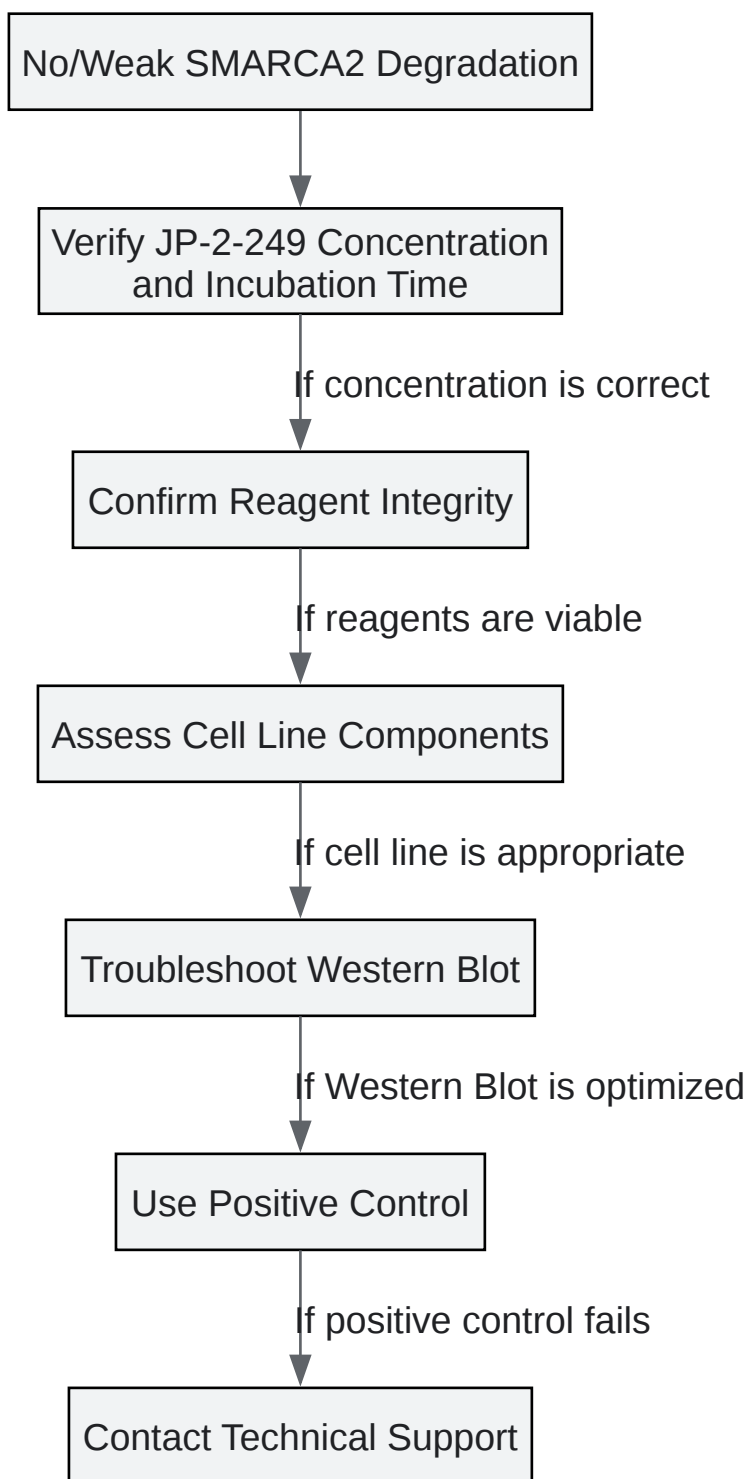 No/Weak SMARCA2 Degradation
Verify JP-2-249 Concentration
and Incubation Time
If concentration is correct
Confirm Reagent Integrity
If reagents are viable
Assess Cell Line Components
If cell line is appropriate
Troubleshoot Western Blot
If Western Blot is optimized
Use Positive Control
If positive control fails
Contact Technical Support